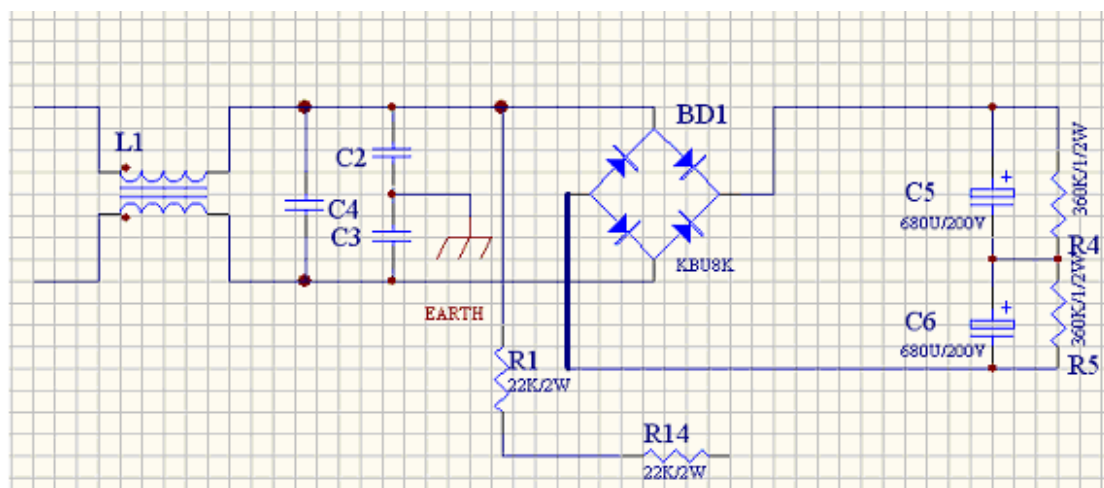 L1
C2
C4
C3
EARTH
BD1
KBU8K
R1
22K/2W
R14
22K/2W
C5
680U/200V
+
360K/1/2W
R4
C6
680U/200V
+
360K/1/2W
R5